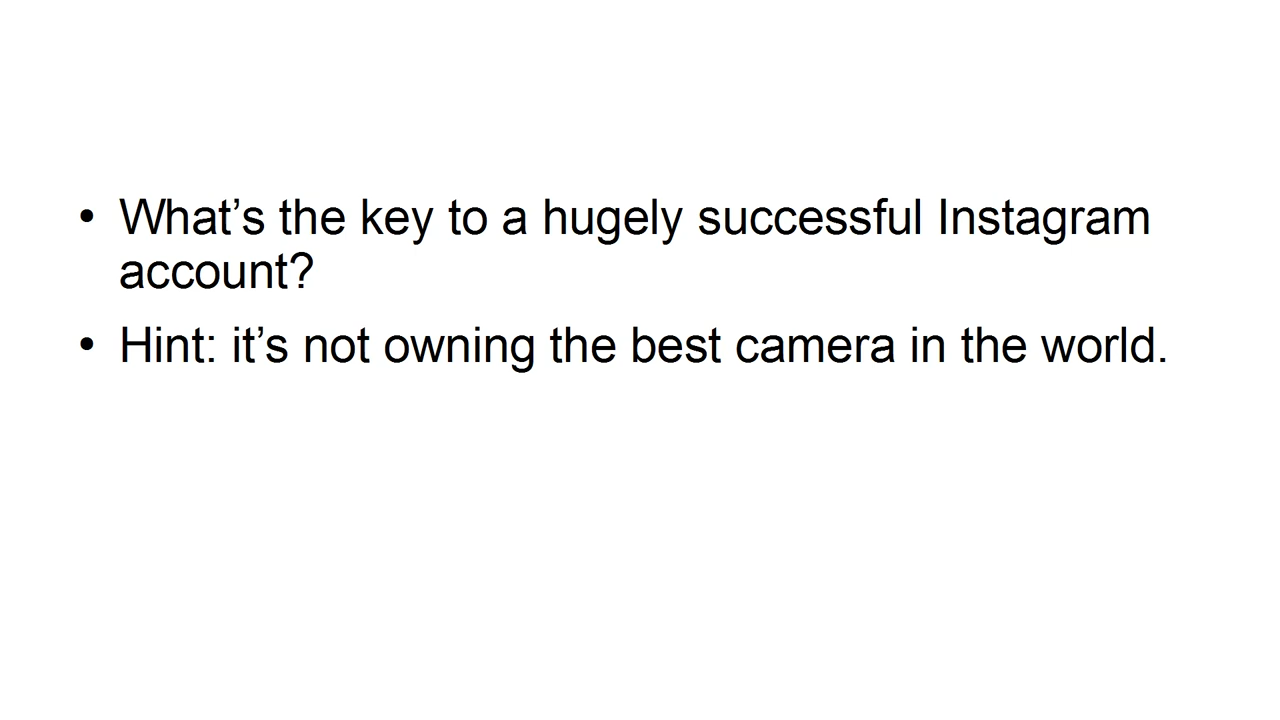 • What’s the key to a hugely successful Instagram
account?
• Hint: it’s not owning the best camera in the world.